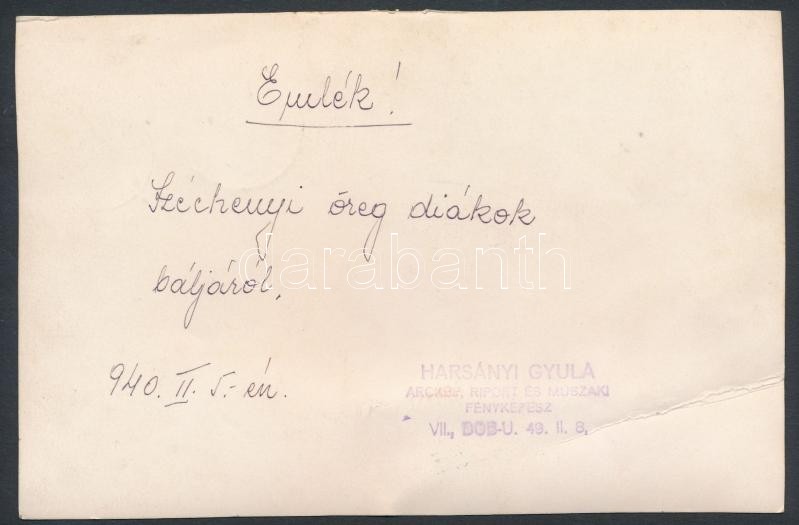 Emlék!
Széchenyi öreg diákok
báljáról.
darabanth
940. II. 5.-én.
HARSÁNYI GYULA
ARCKÉP, RIPORT ÉS MŰSZAKI
FÉNYKÉPÉSZ
VII., DOB-U. 49. II. 8.